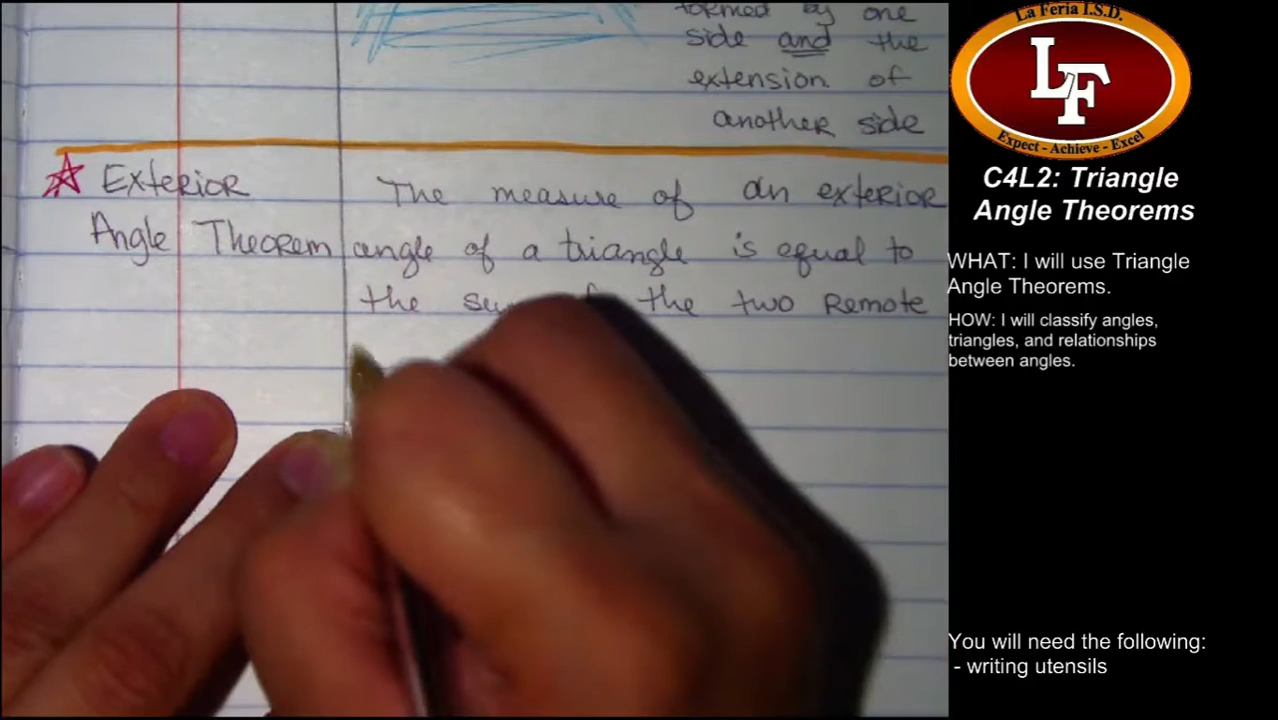 formed by one
side and the
extension of
another side
Exterior
Angle Theorem
The measure of an exterior
angle of a triangle is equal to
the the two Remote
La Feria I.S.D.
LF
Expect - Achieve - Excel
C4L2: Triangle
Angle Theorems
WHAT: I will use Triangle
Angle Theorems.
HOW: I will classify angles,
triangles, and relationships
between angles.
You will need the following:
- writing utensils